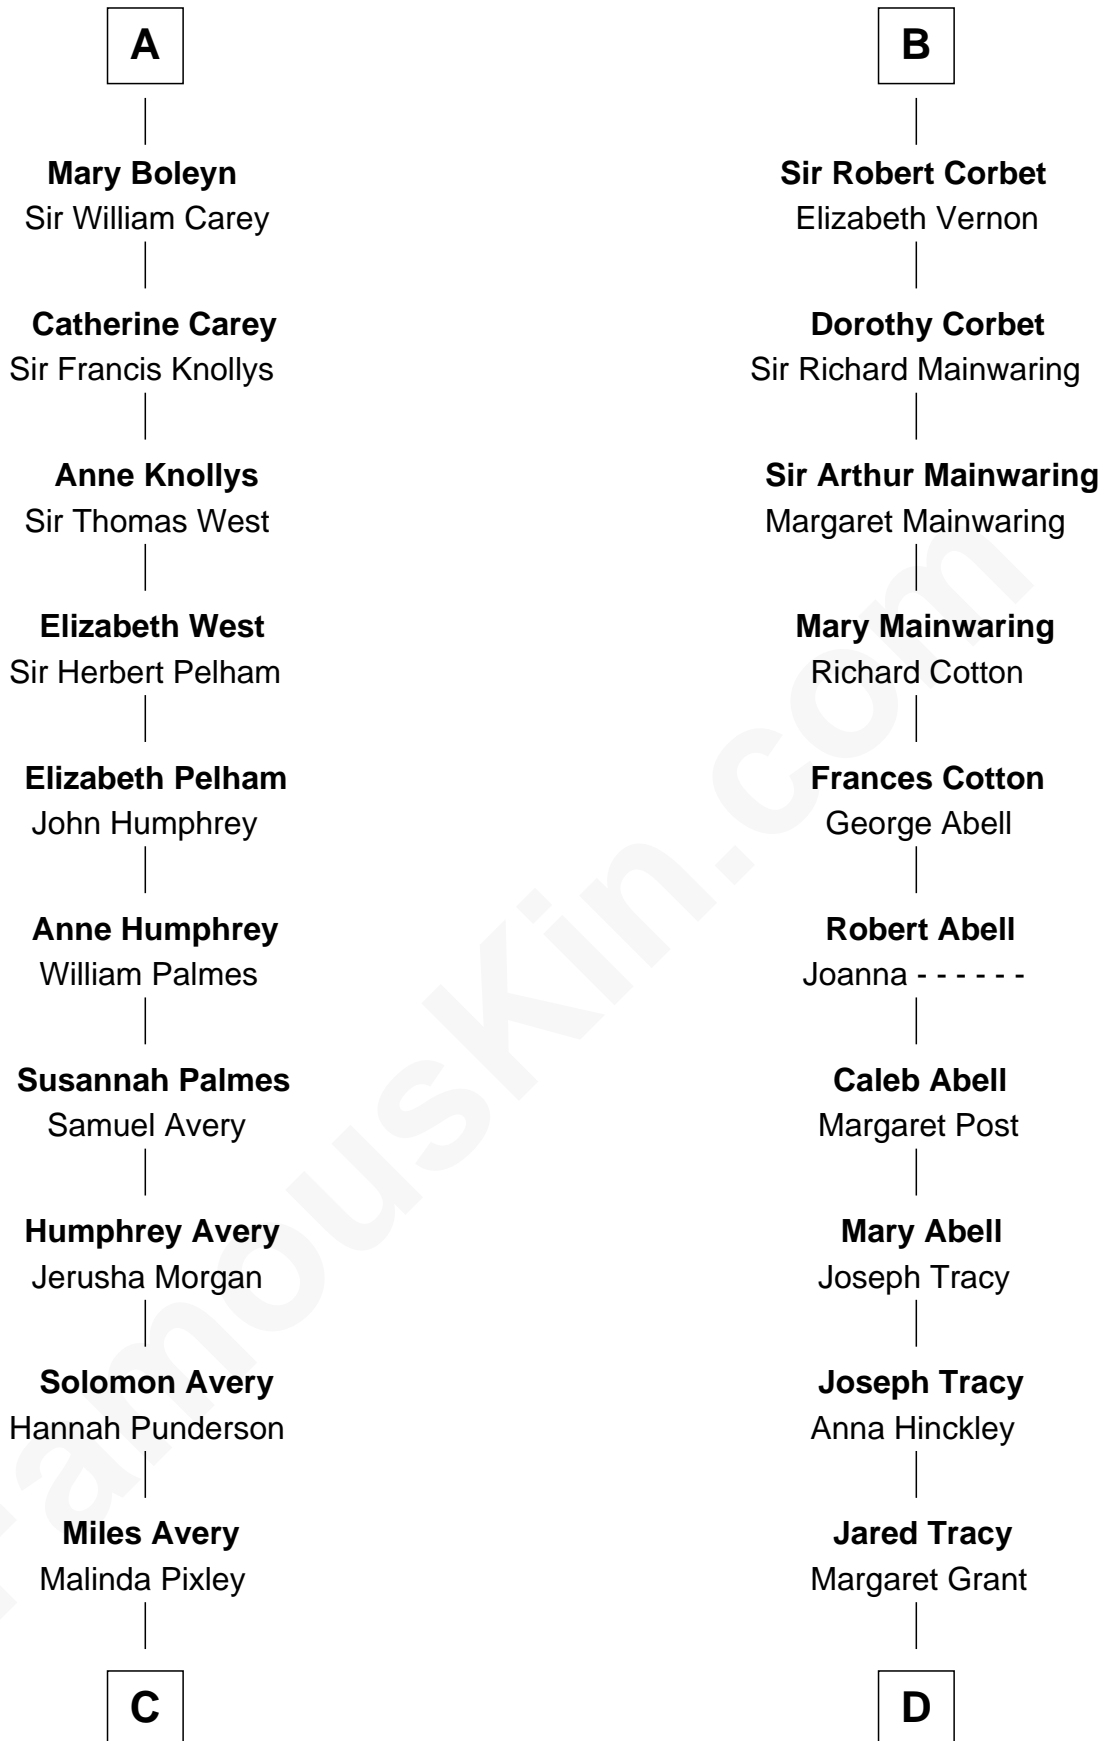 A
Mary Boleyn
Sir William Carey
Catherine Carey
Sir Francis Knollys
Anne Knollys
Sir Thomas West
Elizabeth West
Sir Herbert Pelham
Elizabeth Pelham
John Humphrey
Anne Humphrey
William Palmes
Susannah Palmes
Samuel Avery
Humphrey Avery
Jerusha Morgan
Solomon Avery
Hannah Punderson
Miles Avery
Malinda Pixley
C
B
Sir Robert Corbet
Elizabeth Vernon
Dorothy Corbet
Sir Richard Mainwaring
Sir Arthur Mainwaring
Margaret Mainwaring
Mary Mainwaring
Richard Cotton
Frances Cotton
George Abell
Robert Abell
Joanna - - - - - -
Caleb Abell
Margaret Post
Mary Abell
Joseph Tracy
Joseph Tracy
Anna Hinckley
Jared Tracy
Margaret Grant
D
FamousKin.com